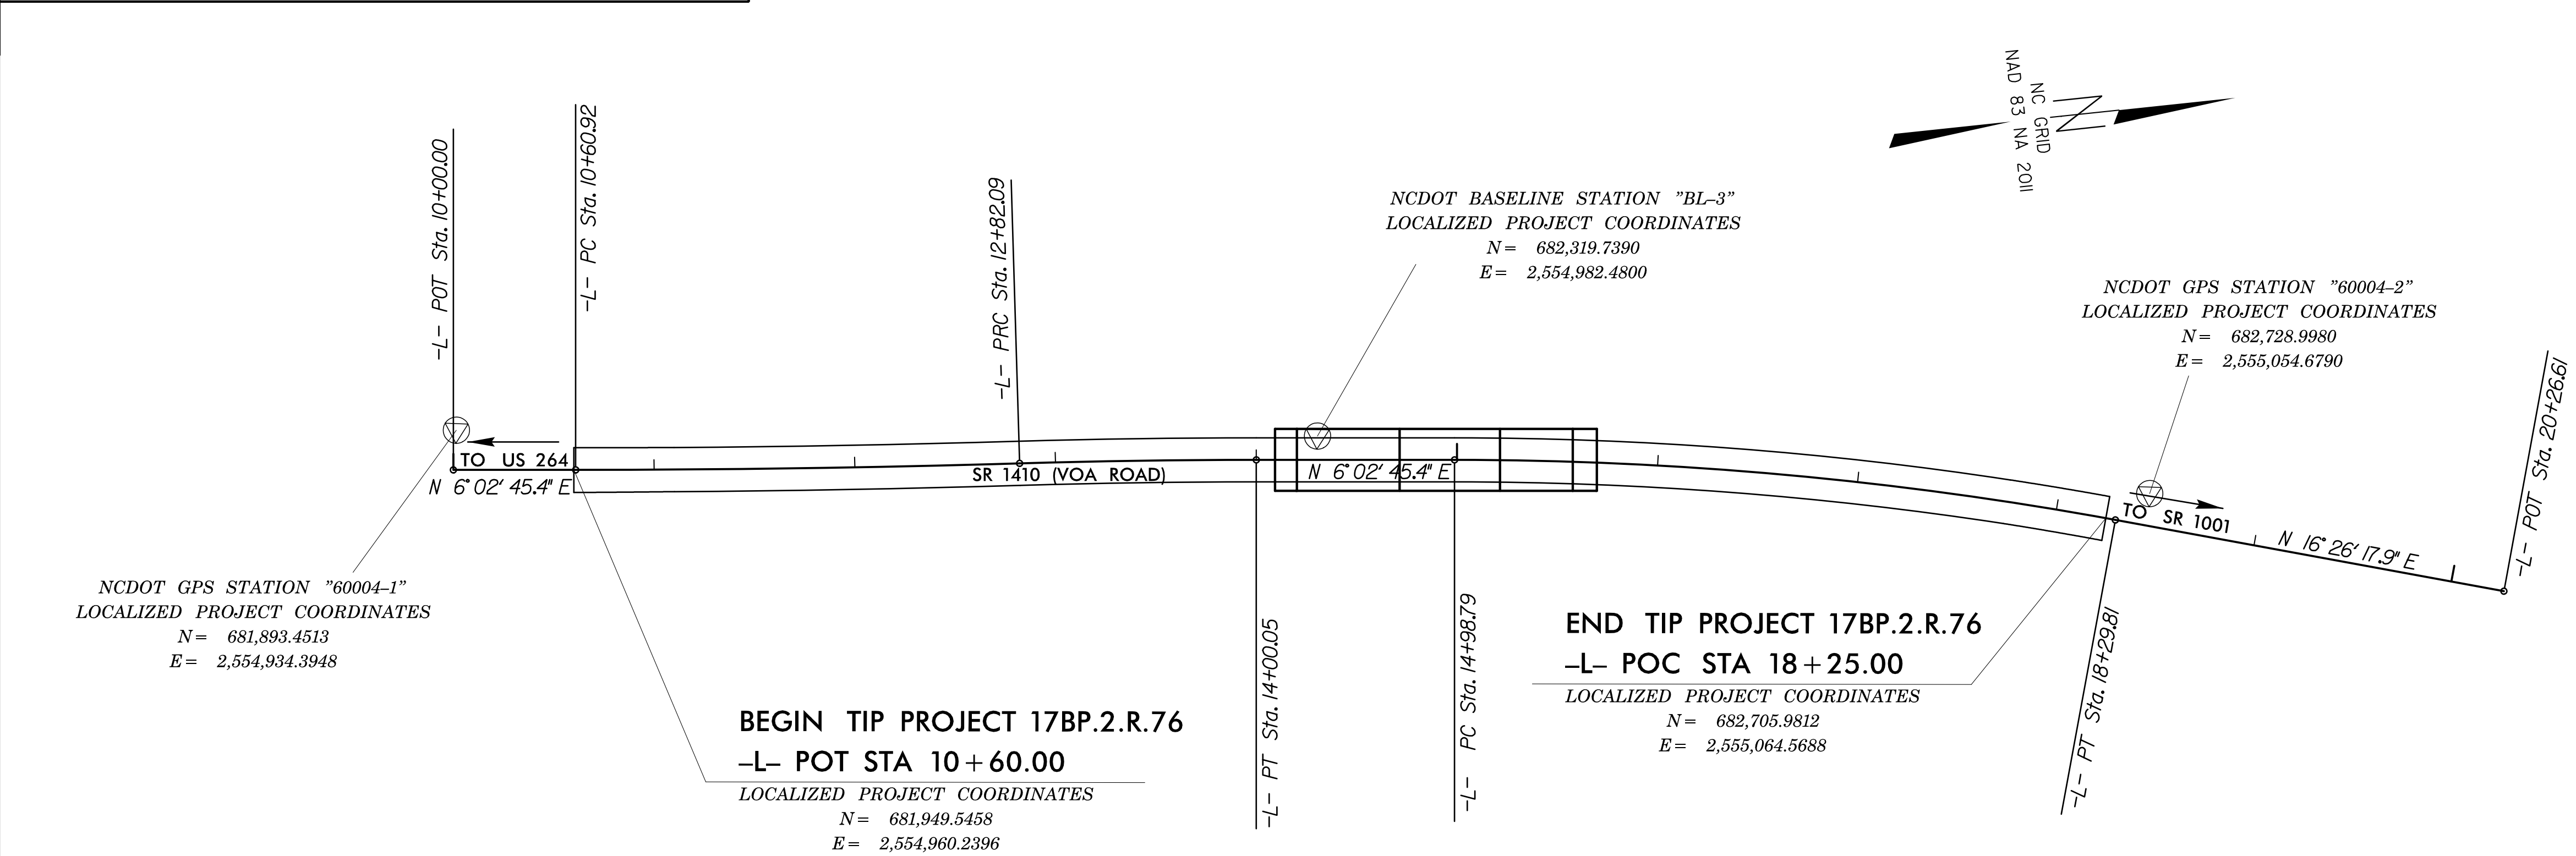 -L- POT Sta. 10+00.00
-L- PC Sta. 10+60.92
-L- PRC Sta. 12+82.09
NC GRID
NAD 83 NA 2011
NCDOT BASELINE STATION "BL-3"
LOCALIZED PROJECT COORDINATES
N= 682,319.7390
E= 2,554,982.4800
NCDOT GPS STATION "60004-2"
LOCALIZED PROJECT COORDINATES
N= 682,728.9980
E= 2,555,054.6790
-L- POT Sta. 20+26.61
TO US 264
N 6° 02' 45.4" E
SR 1410 (VOA ROAD)
N 6° 02' 45.4" E
TO SR 1001
N 16° 26' 17.9" E
NCDOT GPS STATION "60004-1"
LOCALIZED PROJECT COORDINATES
N= 681,893.4513
E= 2,554,934.3948
BEGIN TIP PROJECT 17BP.2.R.76
-L- POT STA 10+60.00
LOCALIZED PROJECT COORDINATES
N= 681,949.5458
E= 2,554,960.2396
-L- PT Sta. 14+00.05
-L- PC Sta. 14+98.79
END TIP PROJECT 17BP.2.R.76
-L- POC STA 18+25.00
LOCALIZED PROJECT COORDINATES
N= 682,705.9812
E= 2,555,064.5688
-L- PT Sta. 18+29.81